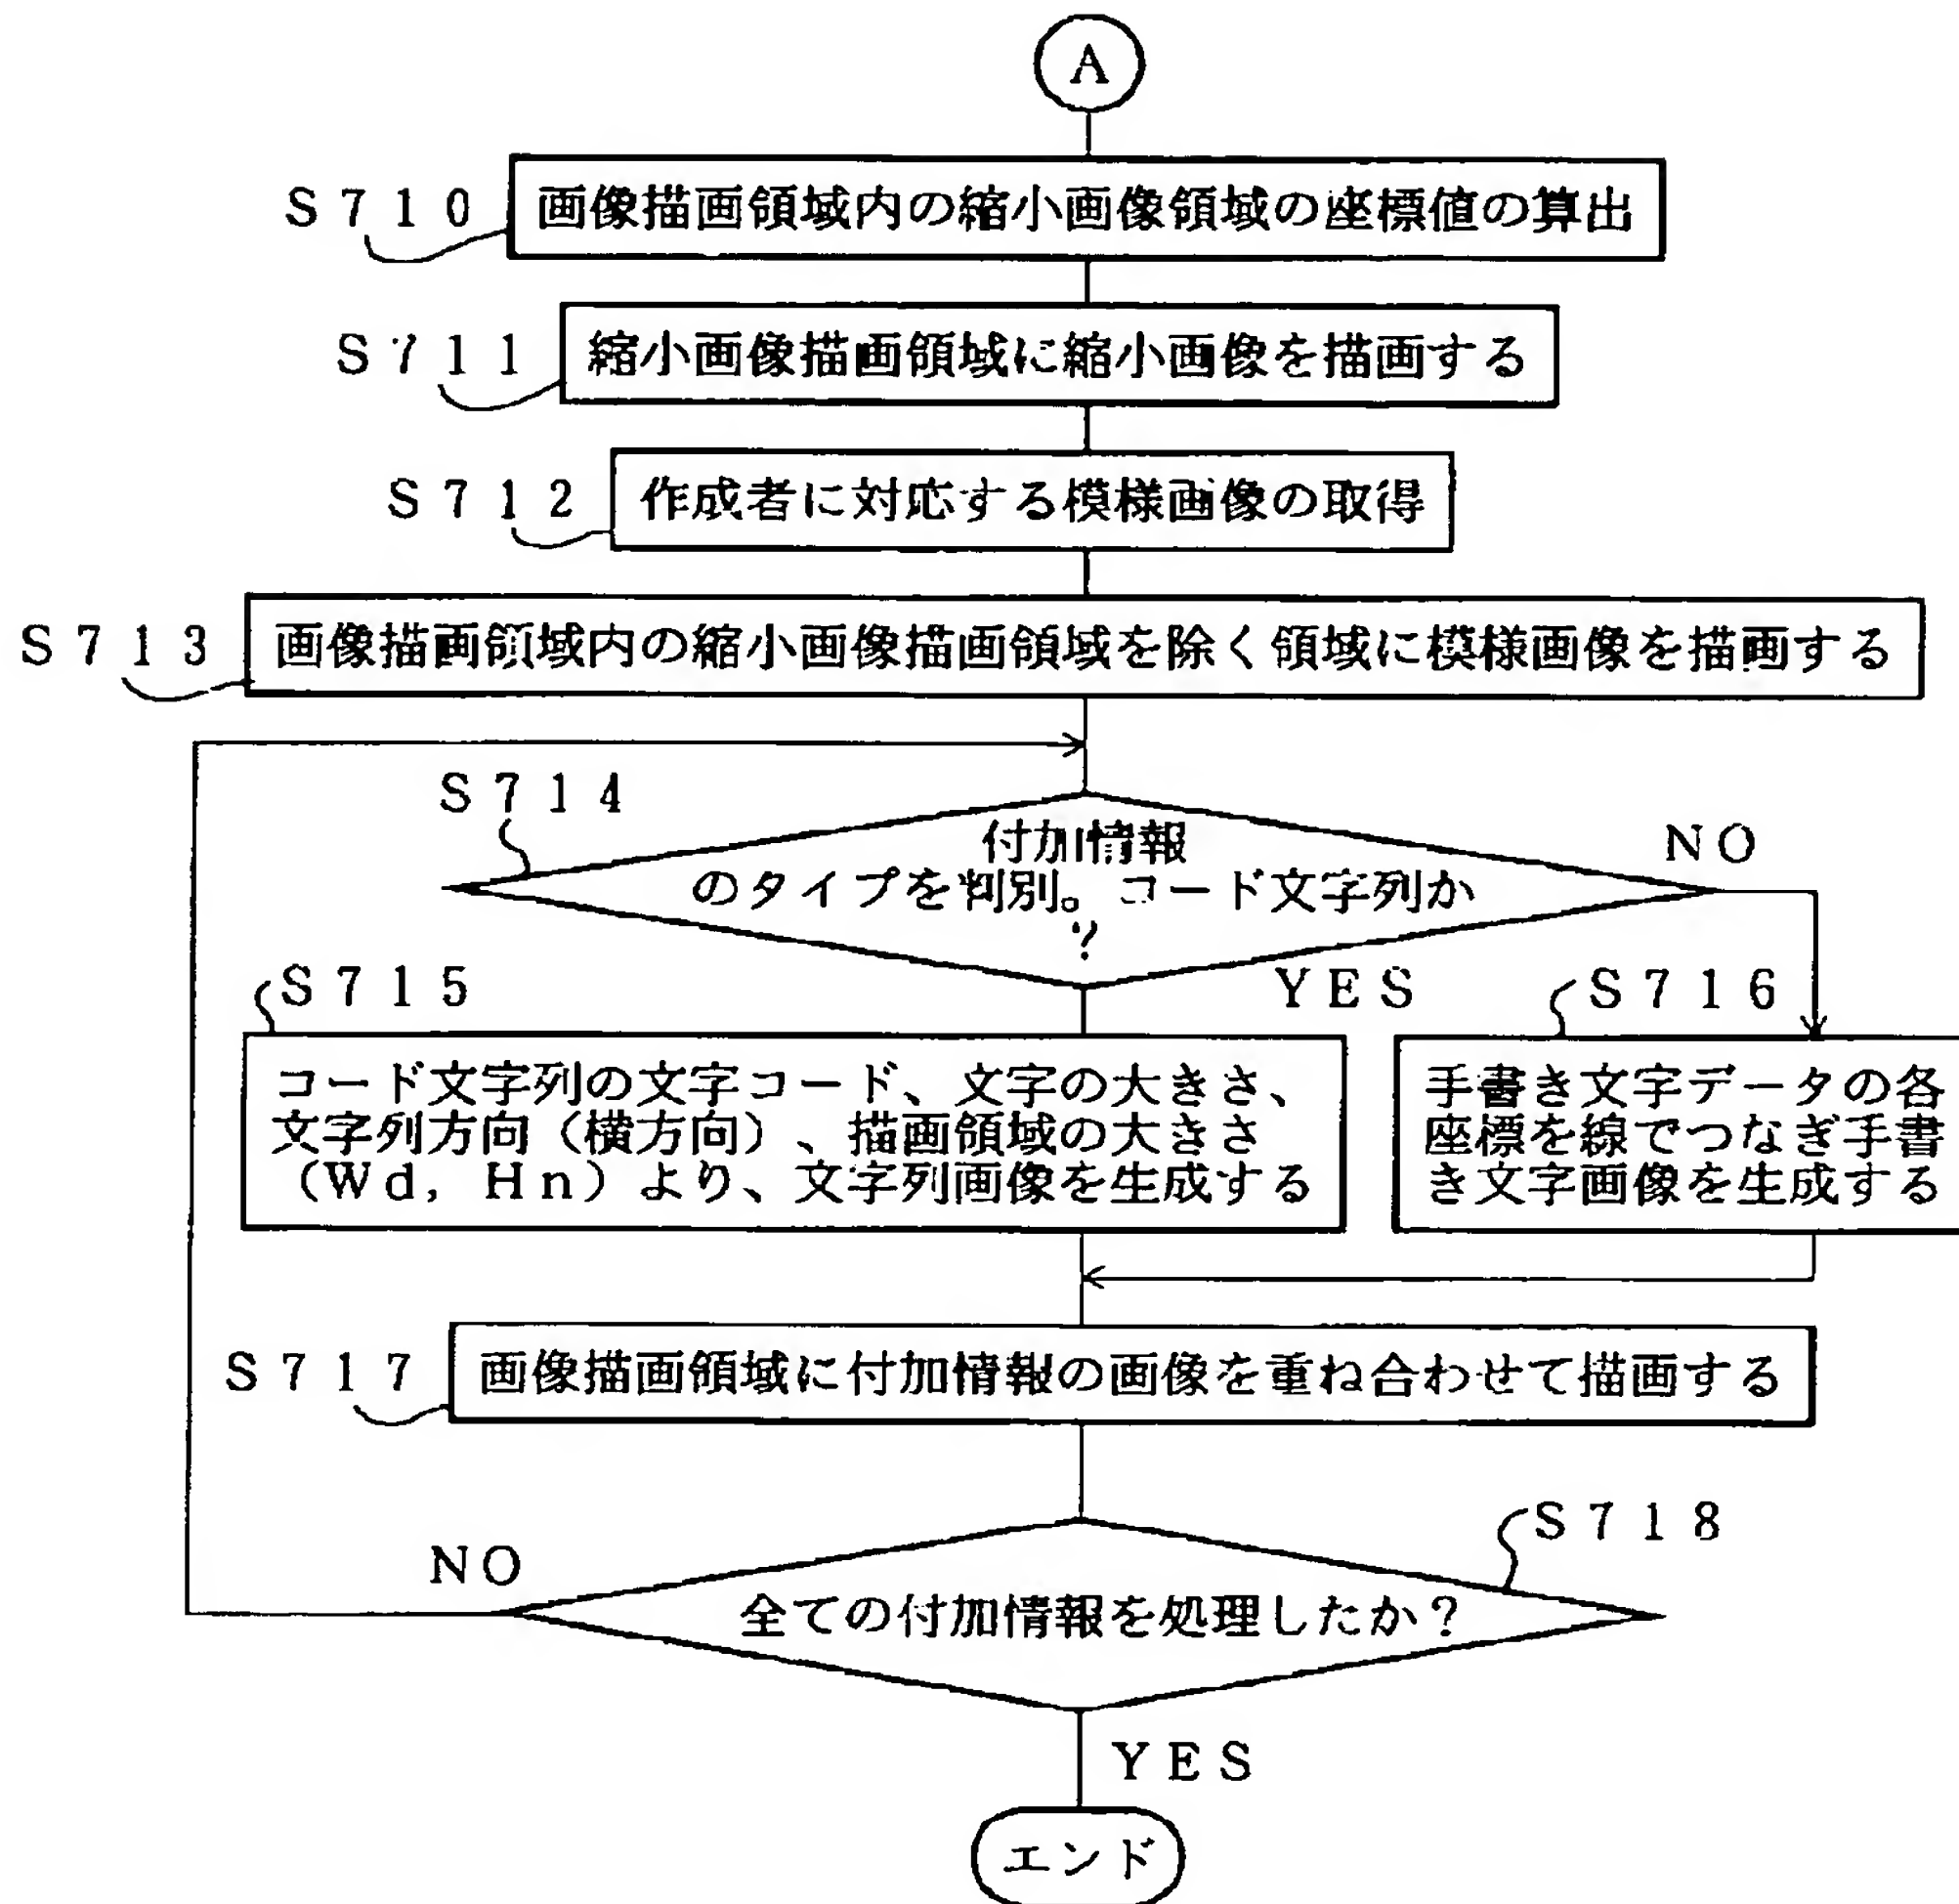 A
S710
画像描画領域内の縮小画像領域の座標値の算出
S711
縮小画像描画領域に縮小画像を描画する
S712
作成者に対応する模様画像の取得
S713
画像描画領域内の縮小画像描画領域を除く領域に模様画像を描画する
S714
付加情報
のタイプを判別。コード文字列か
?
NO
YES
S715
コード文字列の文字コード、文字の大きさ、
文字列方向(横方向)、描画領域の大きさ
(Wd, Hn)より、文字列画像を生成する
S716
手書き文字データの各
座標を線でつなぎ手書
き文字画像を生成する
S717
画像描画領域に付加情報の画像を重ね合わせて描画する
S718
全ての付加情報を処理したか?
NO
YES
エンド